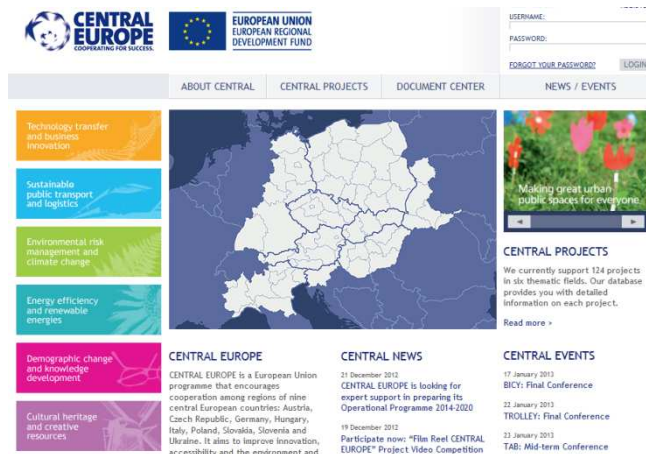 CENTRAL
EUROPE
COOPERATING FOR SUCCESS.
EUROPEAN UNION
EUROPEAN REGIONAL
DEVELOPMENT FUND
USERNAME:
PASSWORD:
FORGOT YOUR PASSWORD?
LOGIN
ABOUT CENTRAL
CENTRAL PROJECTS
DOCUMENT CENTER
NEWS / EVENTS
Technology transfer
and business
innovation
Sustainable
public transport
and logistics
Environmental risk
management and
climate change
Energy efficiency
and renewable
energies
Demographic change
and knowledge
development
Cultural heritage
and creative
resources
Making great urban
public spaces for everyone
CENTRAL PROJECTS
We currently support 124 projects
in six thematic fields. Our database
provides you with detailed
information on each project.
Read more >
CENTRAL EUROPE
CENTRAL EUROPE is a European Union
programme that encourages
cooperation among regions of nine
central European countries: Austria,
Czech Republic, Germany, Hungary,
Italy, Poland, Slovakia, Slovenia and
Ukraine. It aims to improve innovation,
accessibility and the environment and
CENTRAL NEWS
21 December 2012
CENTRAL EUROPE is looking for
expert support in preparing its
Operational Programme 2014-2020
19 December 2012
Participate now: "Film Reel CENTRAL
EUROPE" Project Video Competition
CENTRAL EVENTS
17 January 2013
BICY: Final Conference
22 January 2013
TROLLEY: Final Conference
23 January 2013
TAB: Mid-term Conference